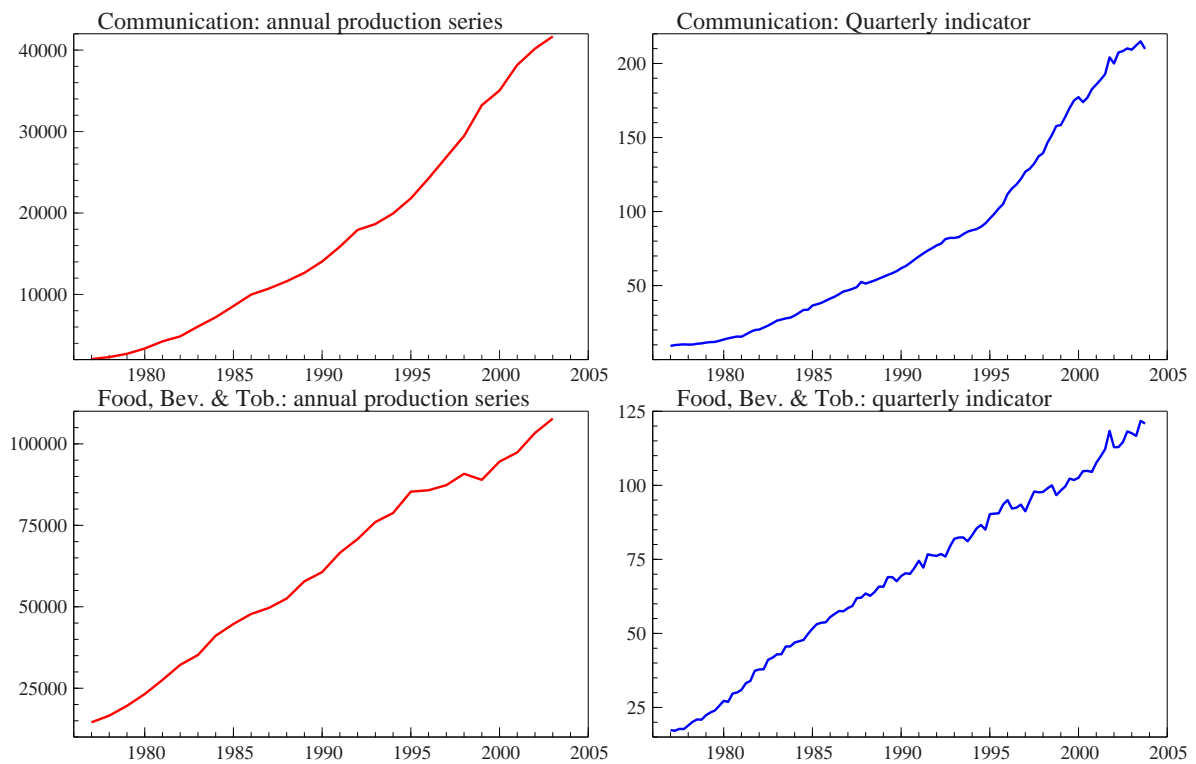 Communication: annual production series
40000
30000
20000
10000
1980 1985 1990 1995 2000 2005
Communication: Quarterly indicator
200
150
100
50
1980 1985 1990 1995 2000 2005
Food, Bev. & Tob.: annual production series
100000
75000
50000
25000
1980 1985 1990 1995 2000 2005
Food, Bev. & Tob.: quarterly indicator
125
100
75
50
25
1980 1985 1990 1995 2000 2005